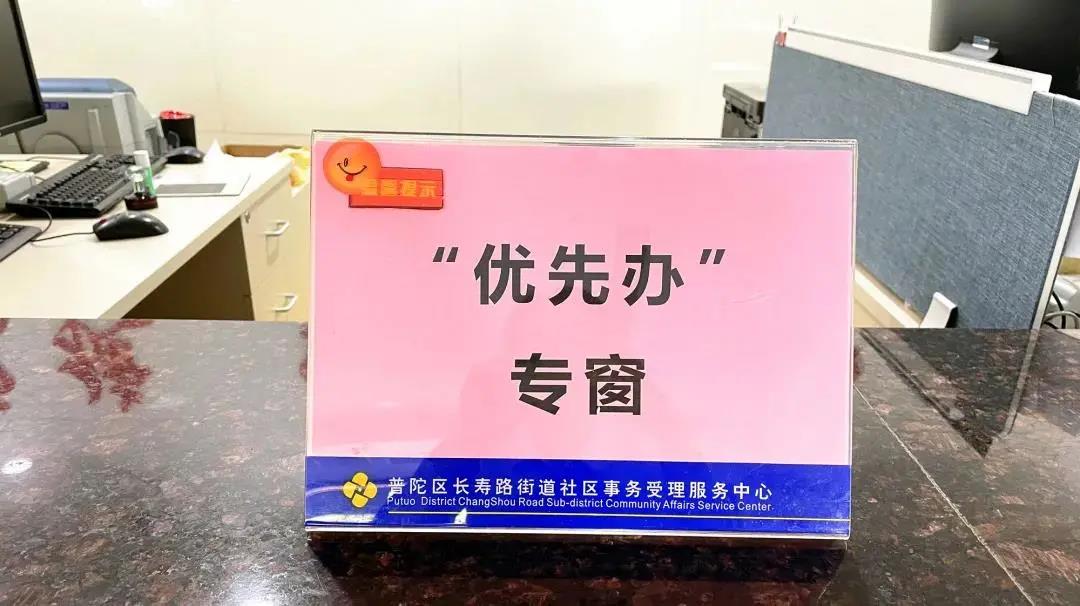 温馨提示
“优先办”
专窗
普陀区长寿路街道社区事务受理服务中心
Putuo District ChangShou Road Sub-district Community Affairs Service Center